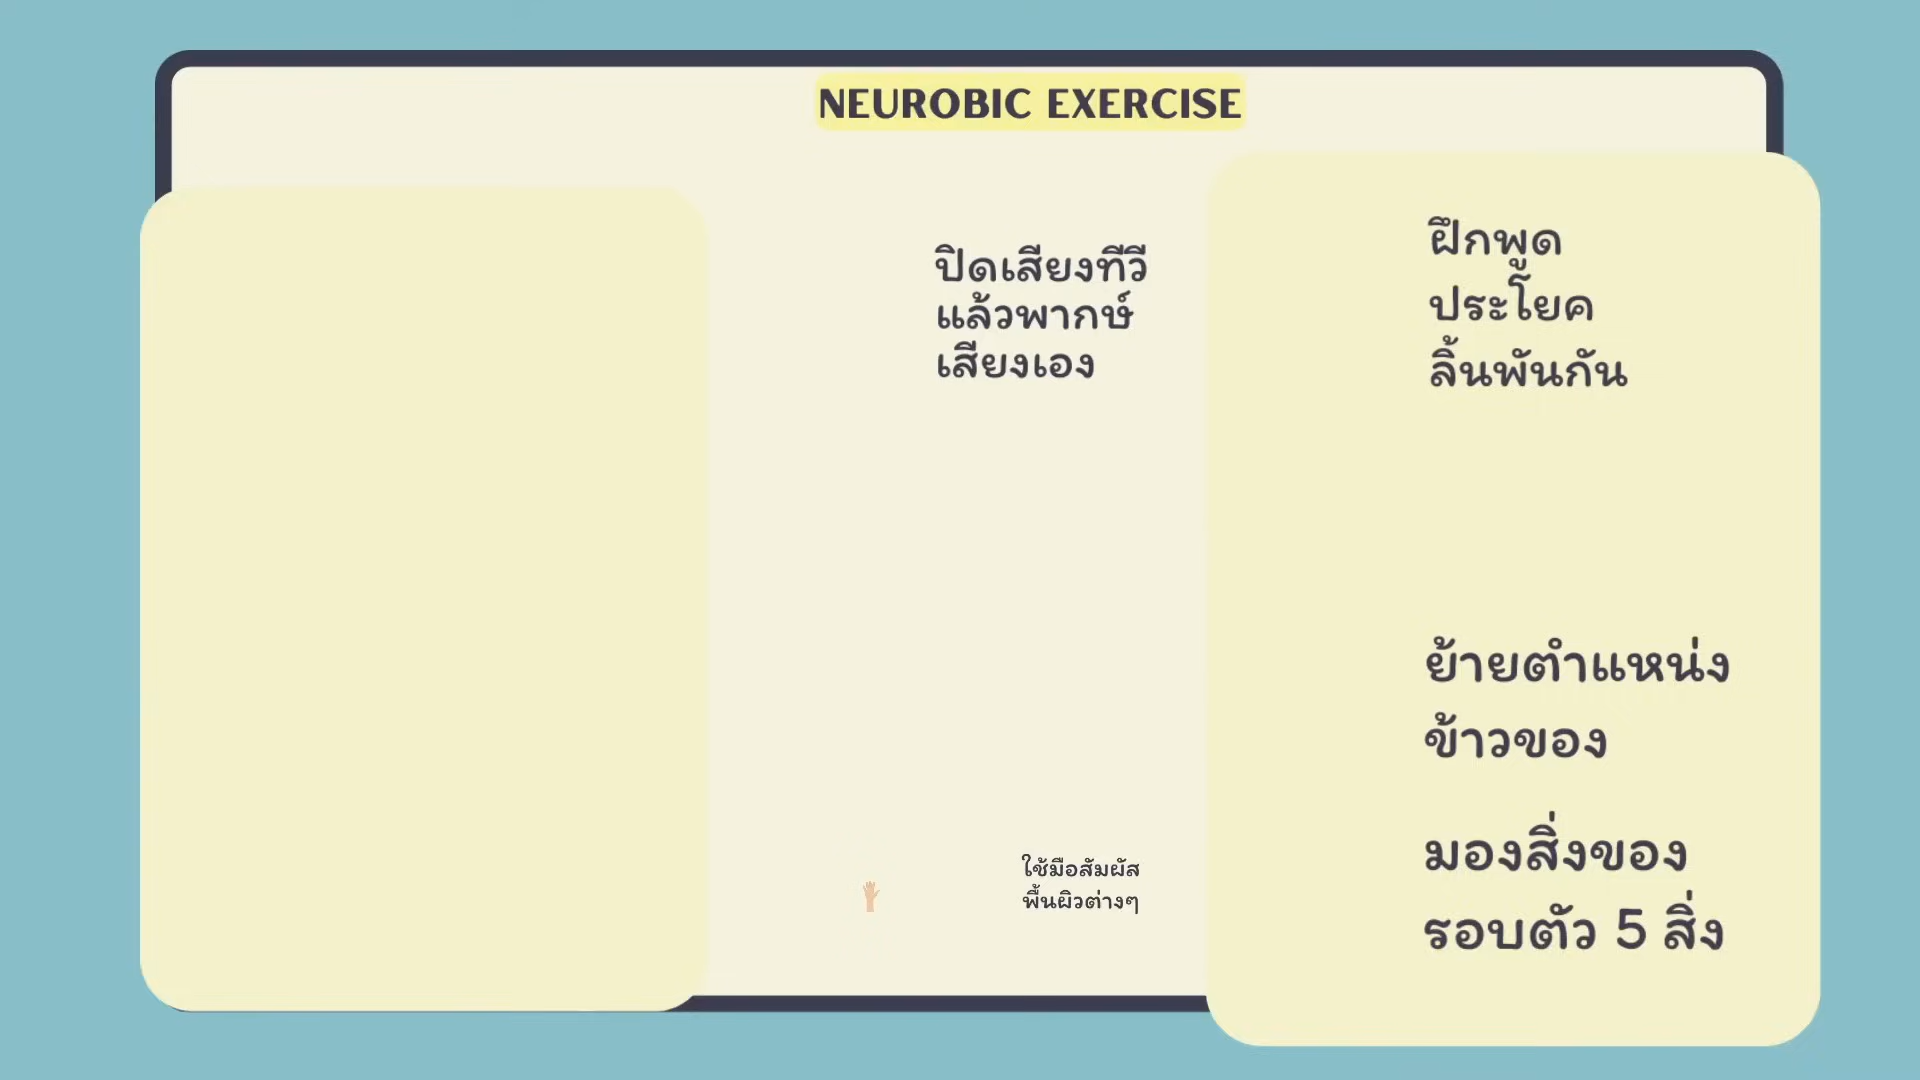 NEUROBIC EXERCISE
ปิดเสียงทีวี
แล้วพากษ์
เสียงเอง
ใช้มือสัมผัส
พื้นผิวต่างๆ
ฝึกพูด
ประโยค
ลิ้นพันกัน
ย้ายตำแหน่ง
ข้าวของ
มองสิ่งของ
รอบตัว 5 สิ่ง